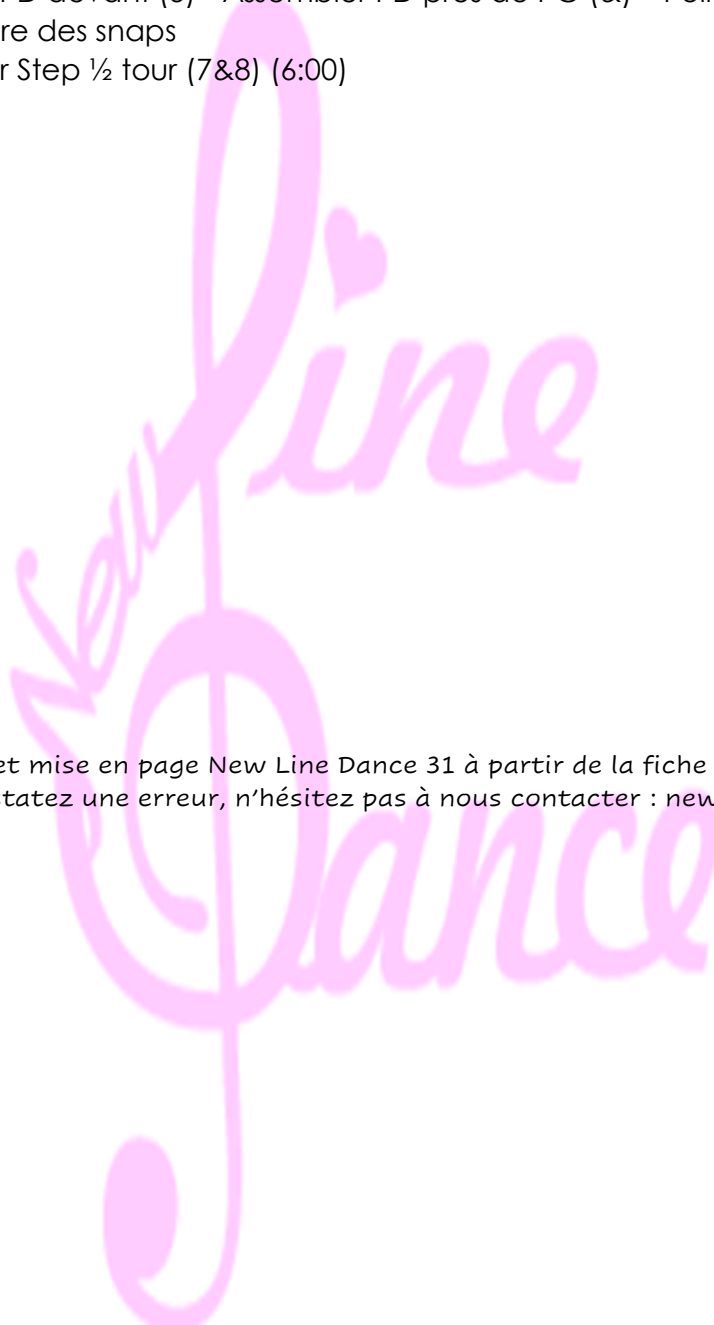 devant
re des snaps
r Step ½ tour (7&8) (6:00)
line
New
et mise en page New Line Dance 31 à partir de la fiche
tatez une erreur, n'hésitez pas à nous contacter : new
Dance